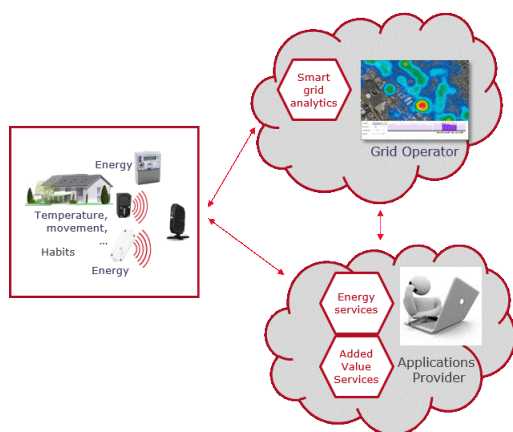 Smart
grid
analytics
Grid Operator
Energy
Temperature,
movement,
...
Habits
Energy
Energy
services
Added
Value
Services
Applications
Provider